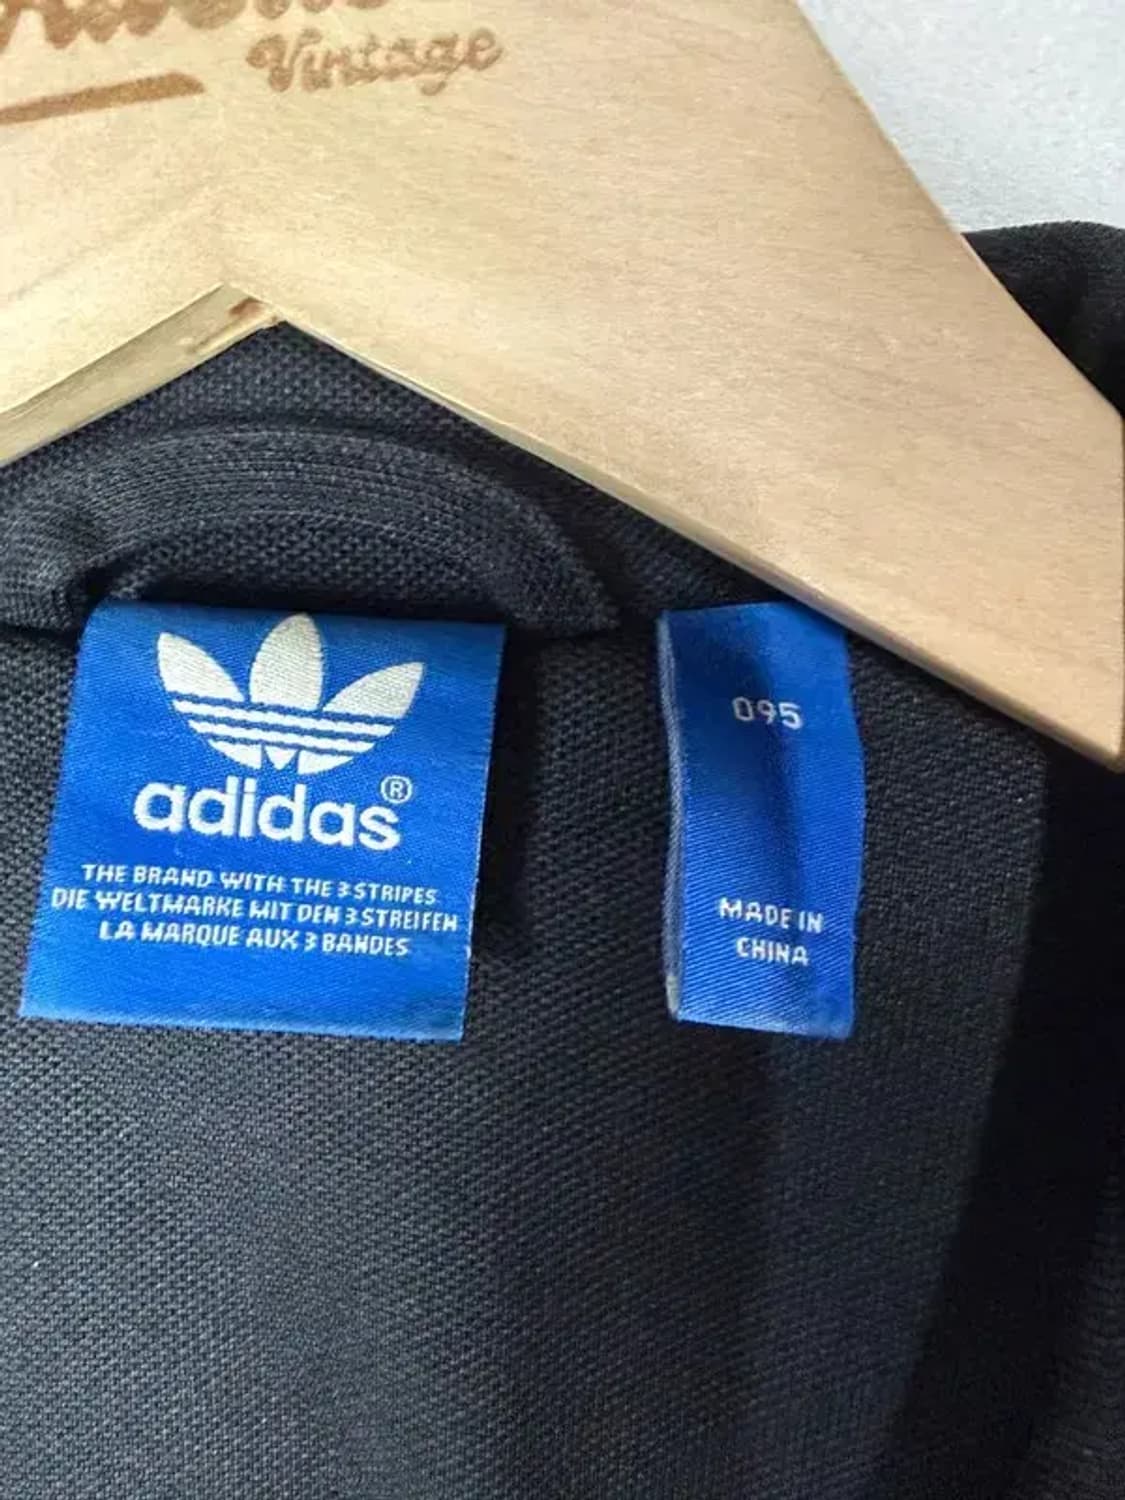 Vintage
adidas®
THE BRAND WITH THE 3 STRIPES
DIE WELTMARKE MIT DEN 3 STREIFEN
LA MARQUE AUX 3 BANDES
095
MADE IN
CHINA